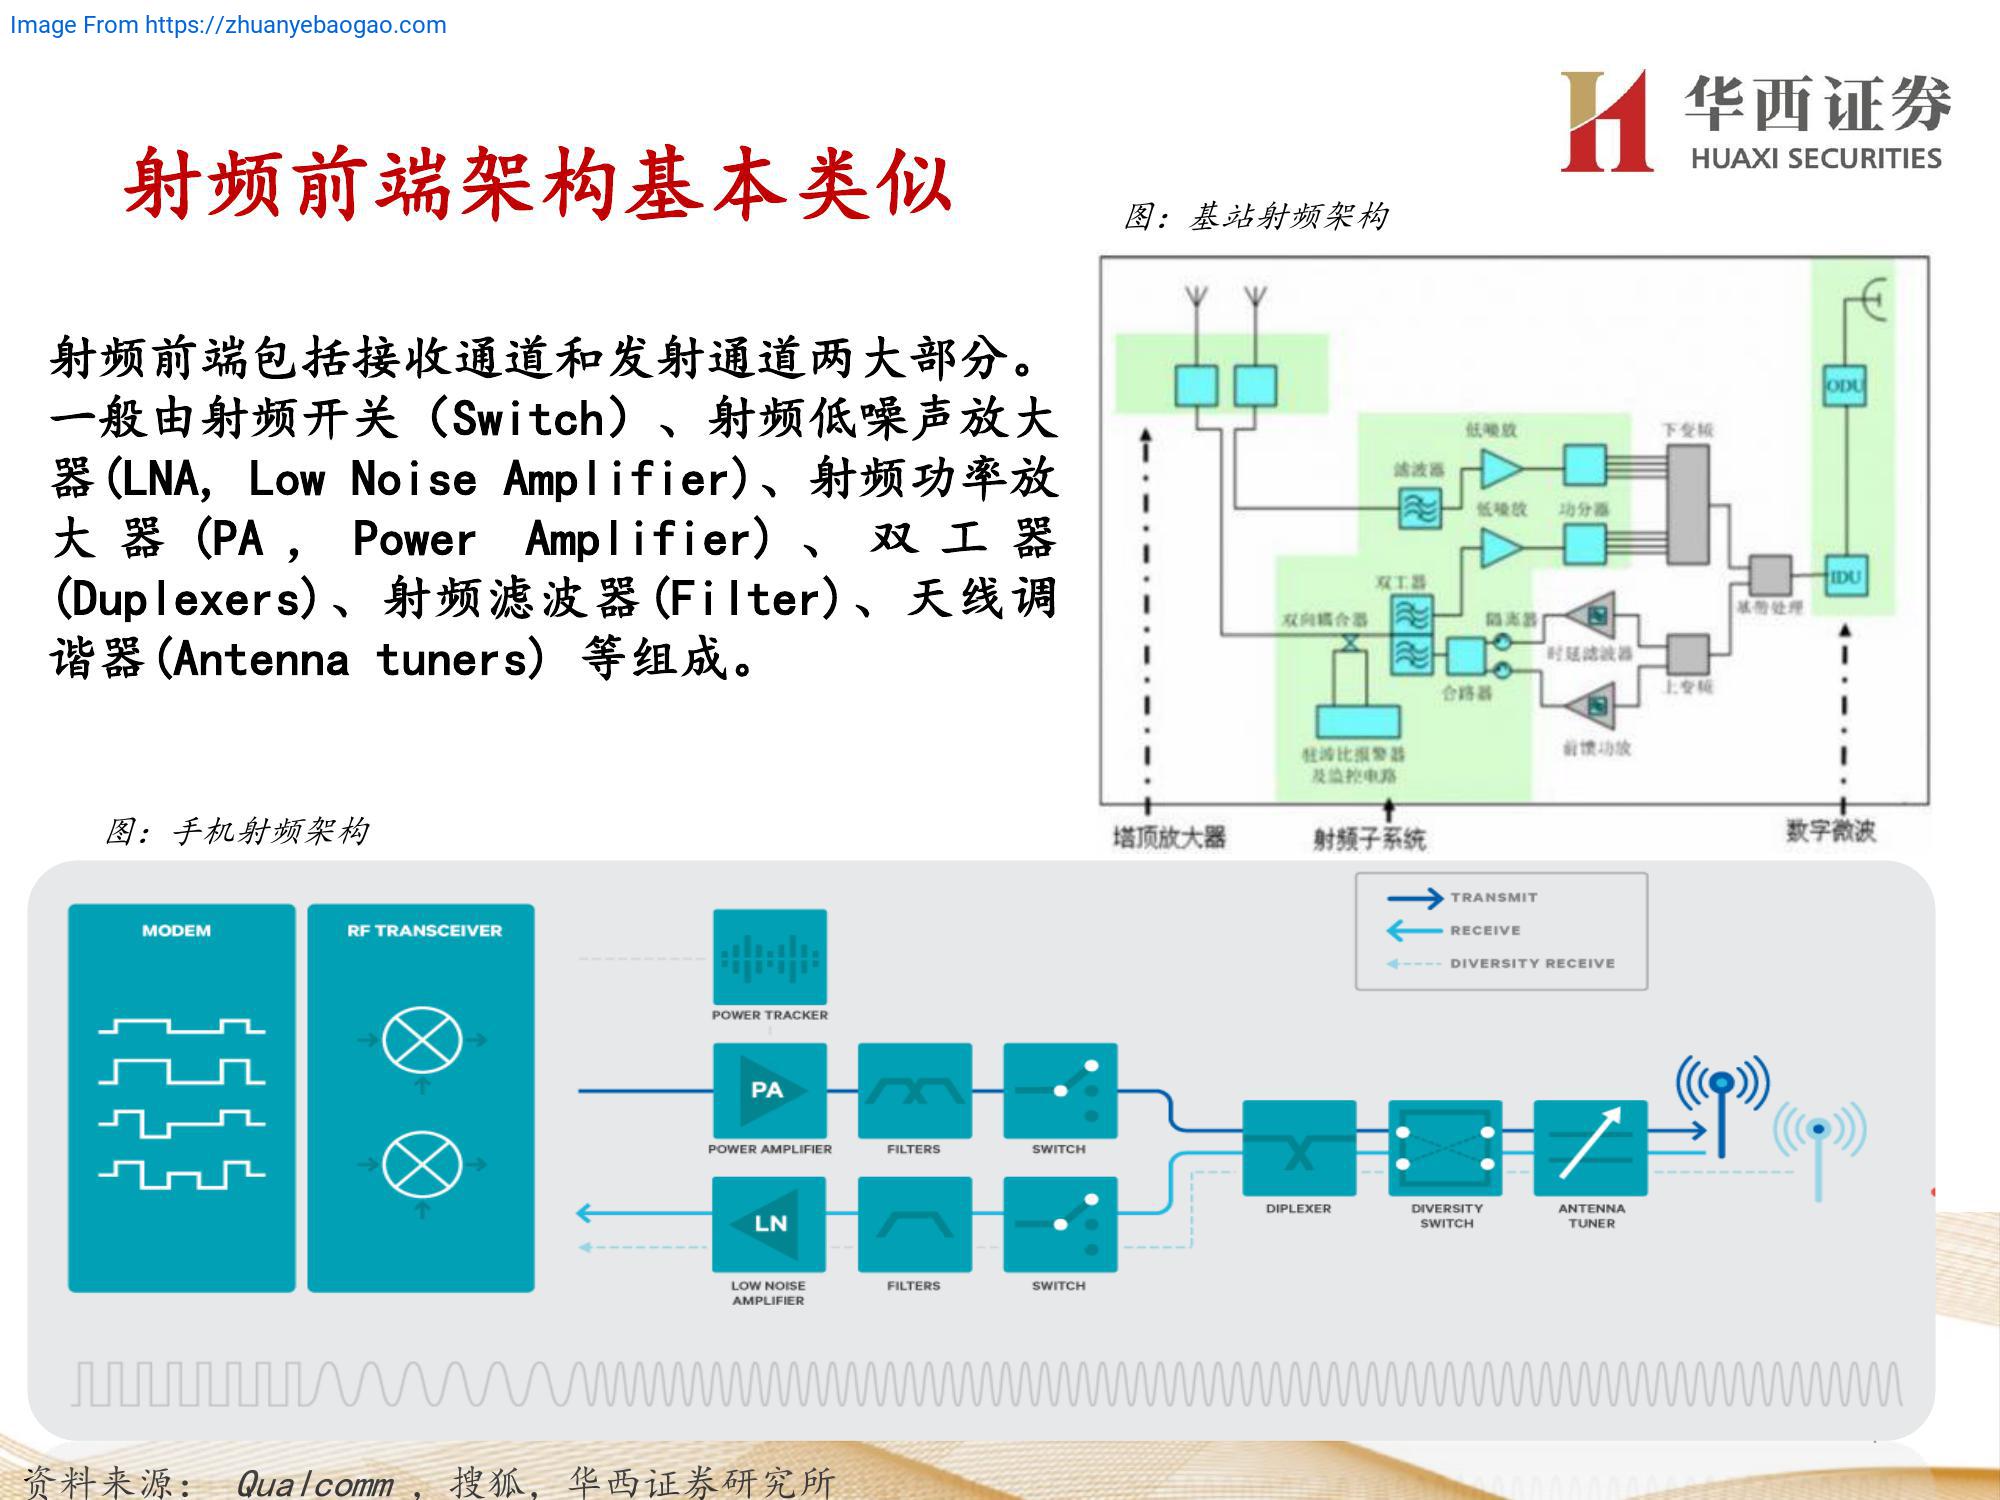 Image From https://zhuanyebaogao.com
华西证券
HUAXI SECURITIES
射频前端架构基本类似
射频前端包括接收通道和发射通道两大部分。
一般由射频开关（Switch）、射频低噪声放大
器(LNA, Low Noise Amplifier)、射频功率放
大器(PA, Power Amplifier)、双工器
(Duplexers)、射频滤波器(Filter)、天线调
谐器(Antenna tuners) 等组成。
图：基站射频架构
ODU
低噪放
下变频
滤波器
低噪放
功分器
IDU
双工器
基带处理
双向耦合器
隔离器
时延滤波器
合路器
上变频
驻波比报警器
及监控电路
前馈功放
塔顶放大器
射频子系统
数字微波
图：手机射频架构
TRANSMIT
RECEIVE
DIVERSITY RECEIVE
MODEM
RF TRANSCEIVER
POWER TRACKER
PA
POWER AMPLIFIER
FILTERS
SWITCH
LN
LOW NOISE
AMPLIFIER
FILTERS
SWITCH
DIPLEXER
DIVERSITY
SWITCH
ANTENNA
TUNER
资料来源： Qualcomm ，搜狐，华西证券研究所